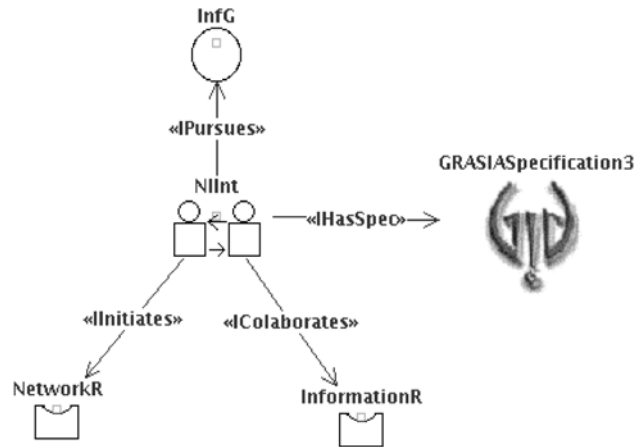 InfG
«IPursues»
GRASIASpecification3
NIInt
«IHasSpec»
«IInitiates»
«IColaborates»
NetworkR
InformationR